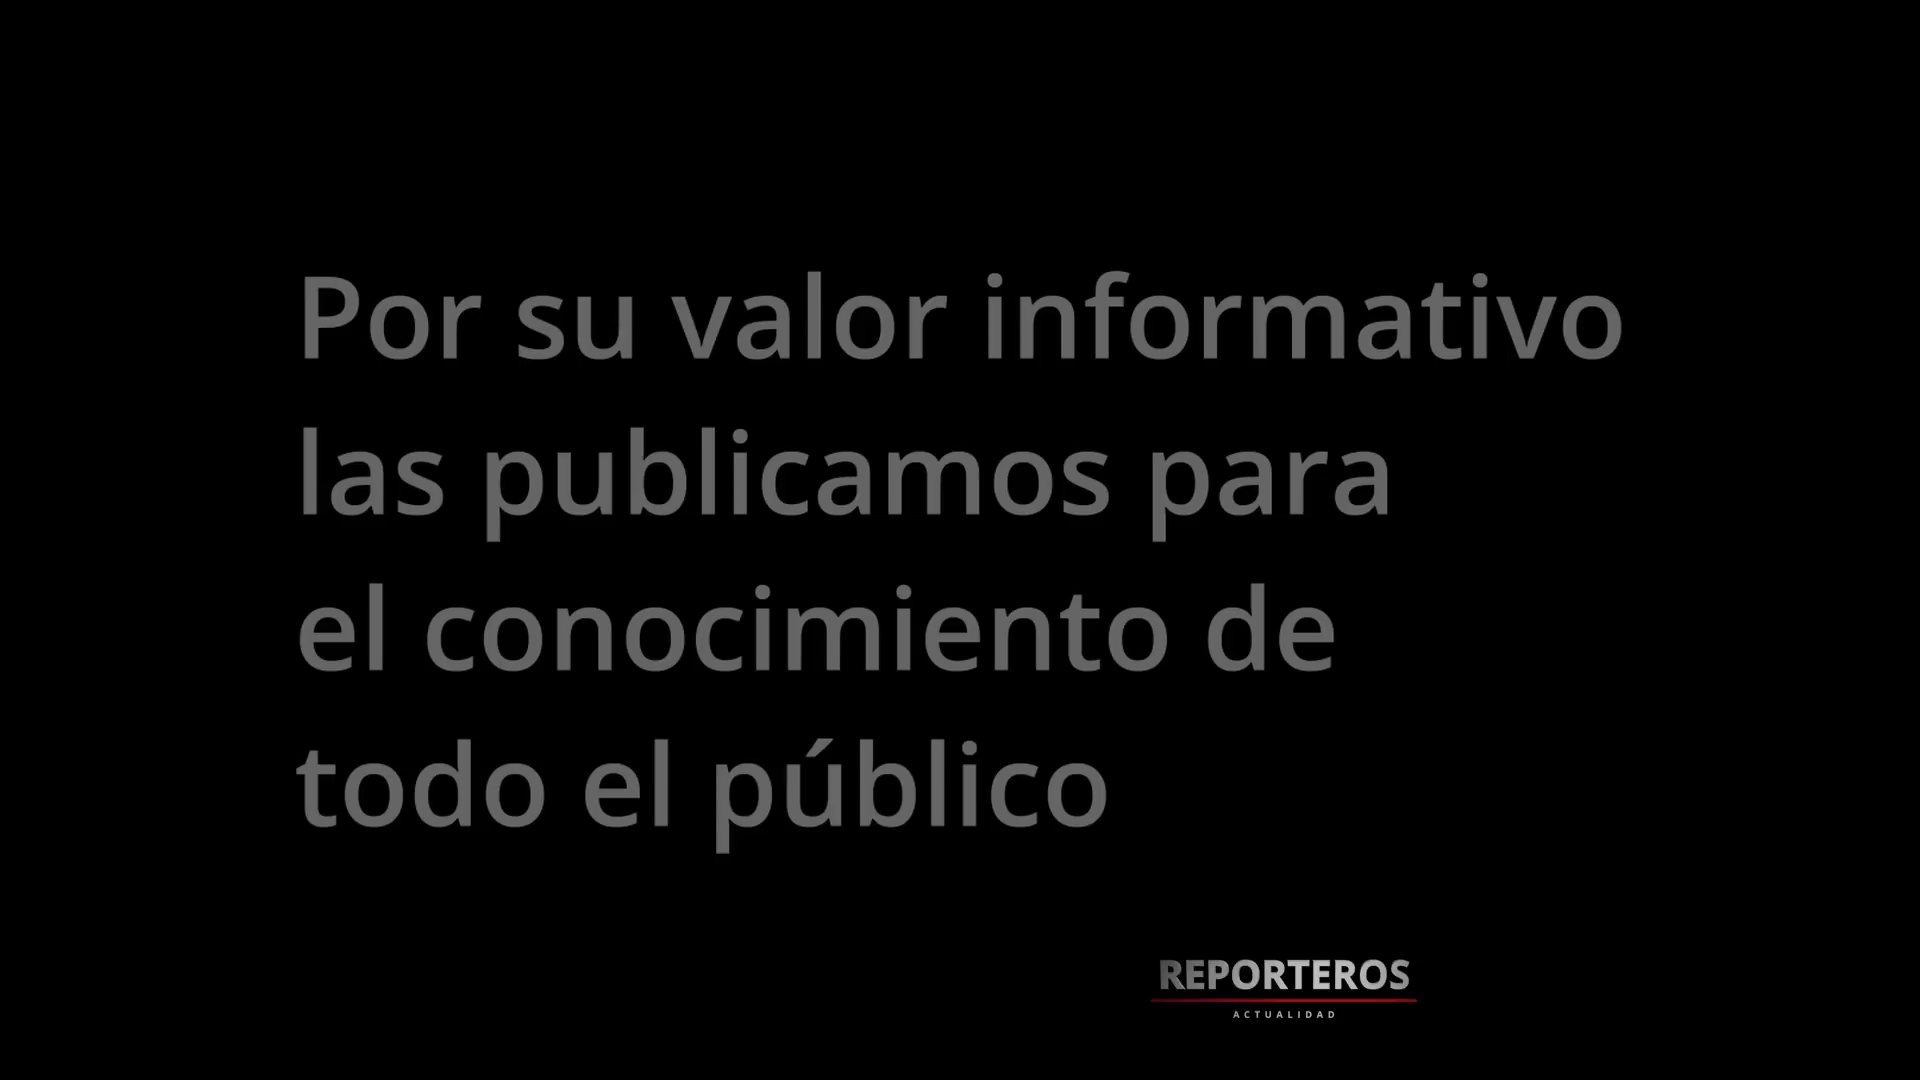 Por su valor informativo
las publicamos para
el conocimiento de
todo el público
REPORTEROS
ACTUALIDAD